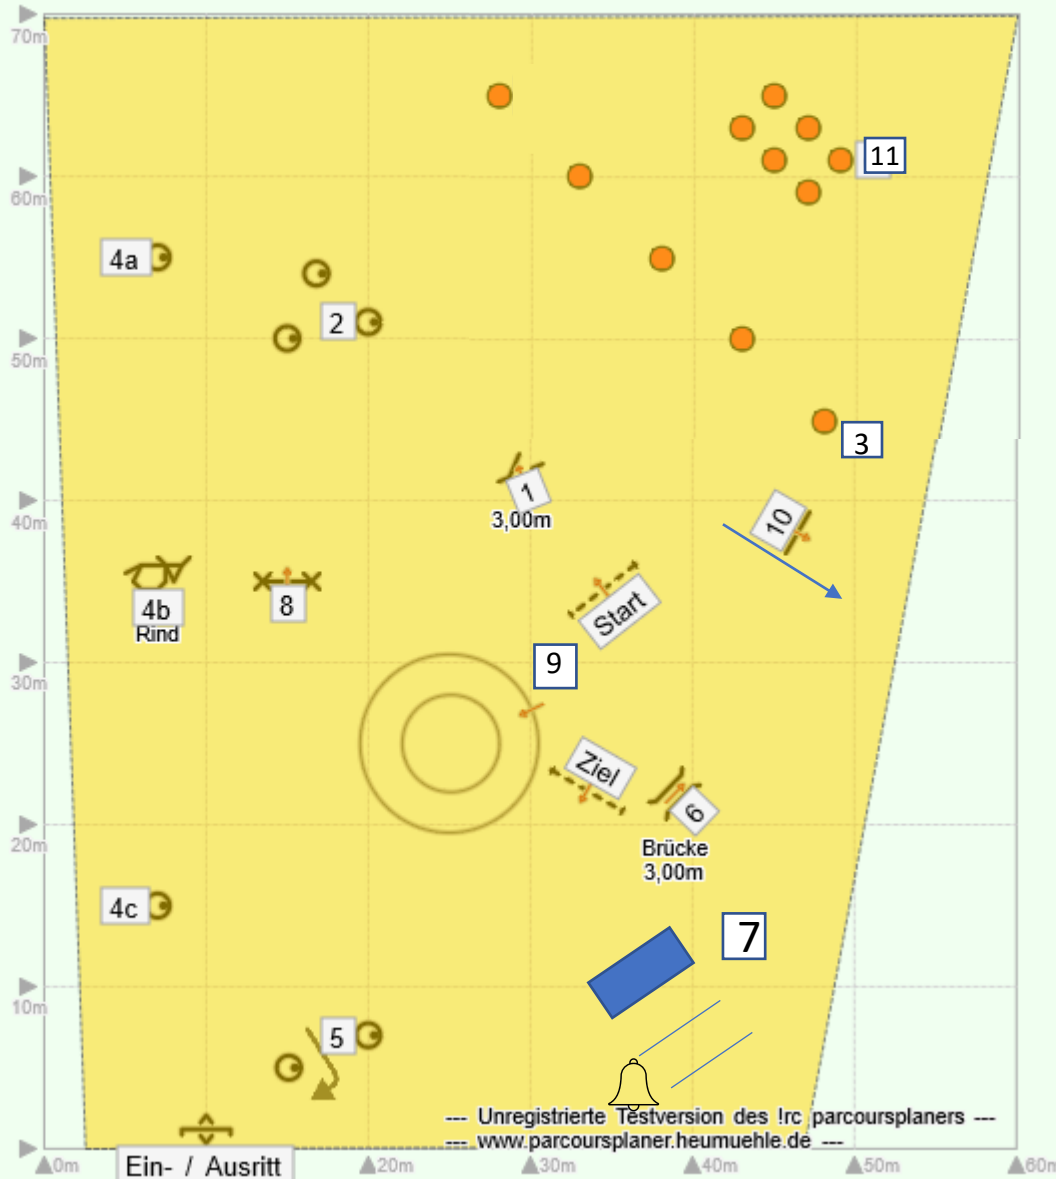 70m
11
60m
4a
2
50m
3
1
3,00m
10
40m
4b
Rind
8
Start
9
30m
Ziel
6
20m
Brücke
3,00m
4c
7
10m
5
--- Unregistrierte Testversion des !rc parcoursplaners ---
--- www.parcoursplaner.heumuehle.de ---
Ein- / Ausritt
0m
20m
30m
40m
50m
60m